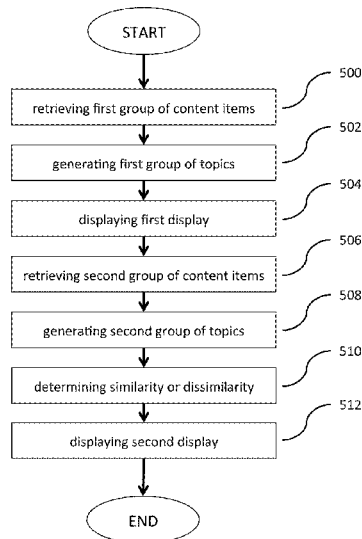 START
500
retrieving first group of content items
502
generating first group of topics
504
displaying first display
506
retrieving second group of content items
508
generating second group of topics
510
determining similarity or dissimilarity
512
displaying second display
END